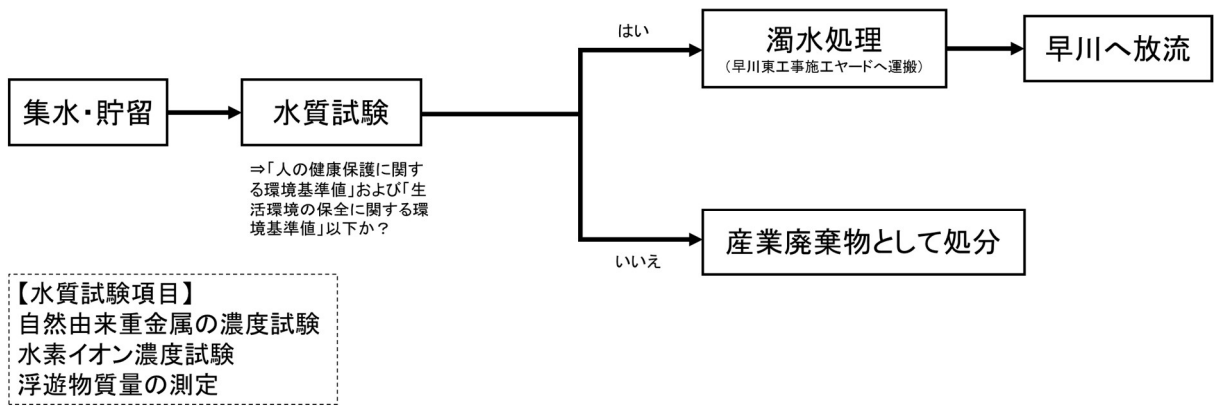 集水・貯留
水質試験
⇒「人の健康保護に関す
る環境基準値」および「生
活環境の保全に関する環
境基準値」以下か？
はい
濁水処理
（早川東工事施工ヤードへ運搬）
早川へ放流
いいえ
産業廃棄物として処分
【水質試験項目】
自然由来重金属の濃度試験
水素イオン濃度試験
浮遊物質量の測定